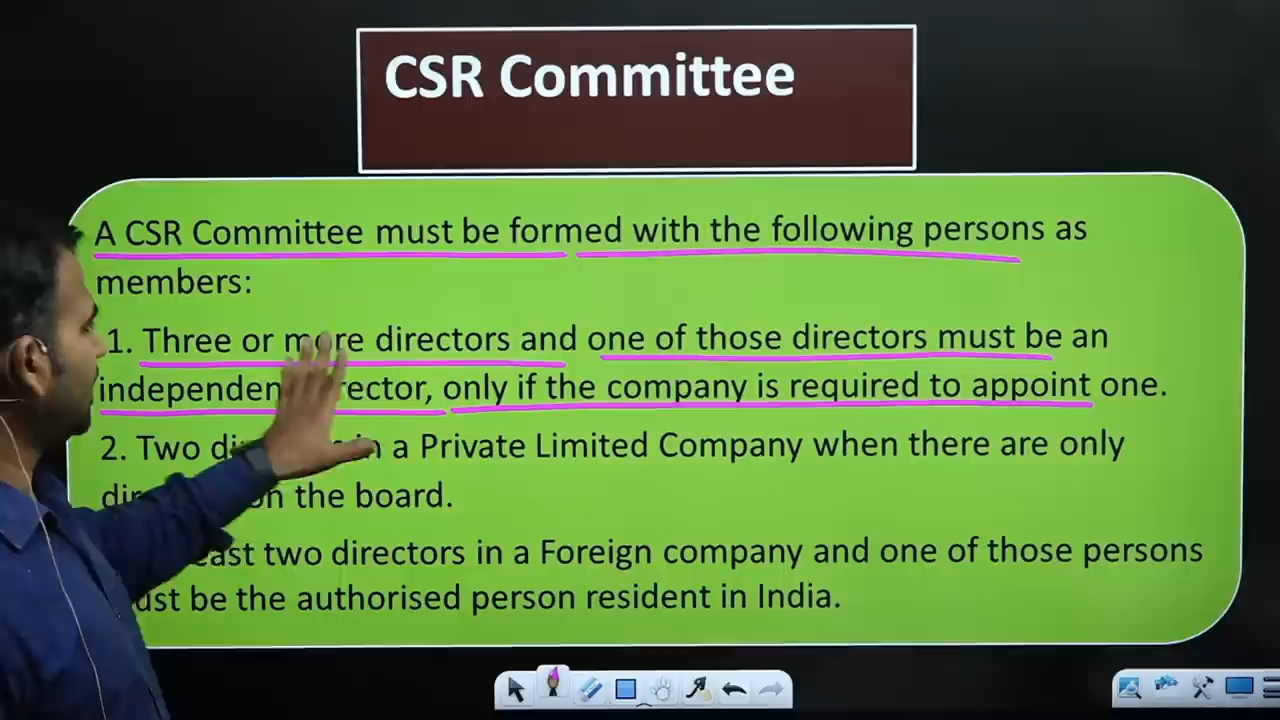 CSR Committee
A CSR Committee must be formed with the following persons as
members:
1. Three or more directors and one of those directors must be an
independen rector, only if the company is required to appoint one.
2. Two in a Private Limited Company when there are only
on the board.
two directors in a Foreign company and one of those persons
be the authorised person resident in India.